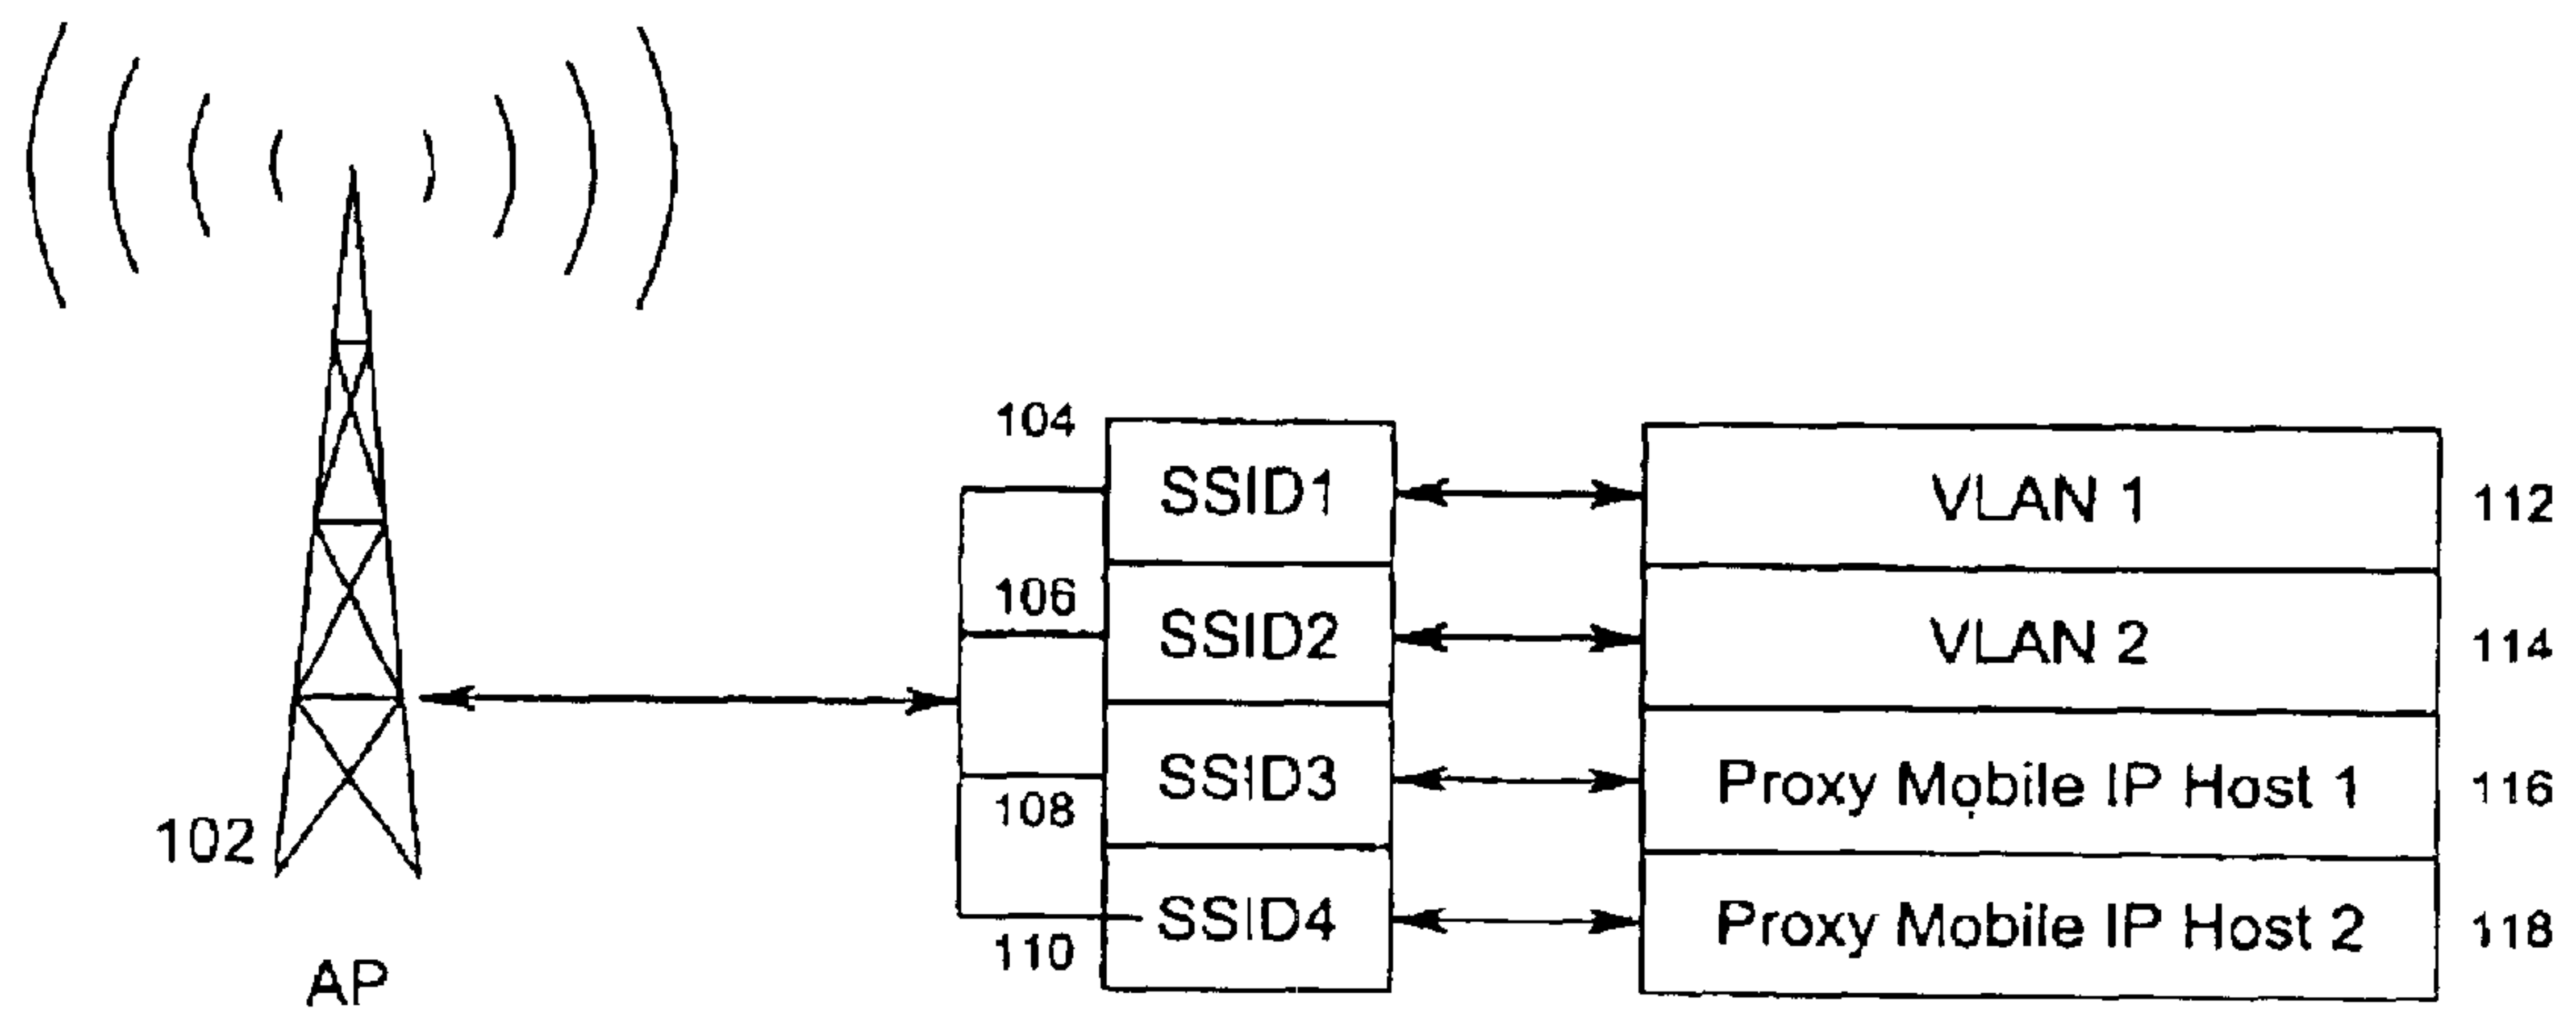 104
SSID1
VLAN 1
112
106
SSID2
VLAN 2
114
SSID3
Proxy Mobile IP Host 1
116
108
102
SSID4
Proxy Mobile IP Host 2
118
110
AP